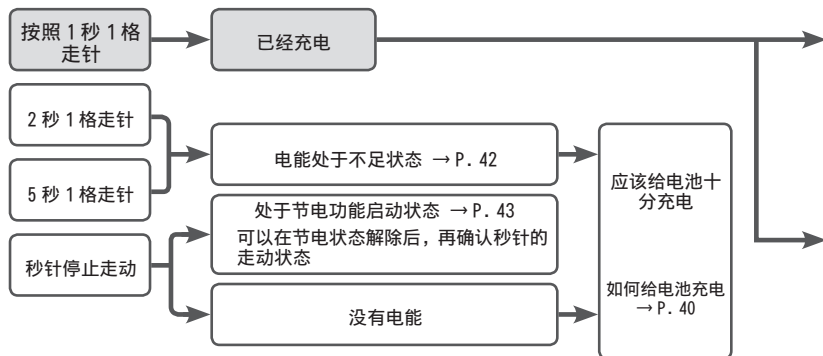 按照1秒1格
走针
已经充电
2秒1格走针
5秒1格走针
电能处于不足状态 →P.42
秒针停止走动
处于节电功能启动状态 →P.43
可以在节电状态解除后，再确认秒针的
走动状态
没有电能
应该给电池十
分充电
如何给电池充电
→P.40